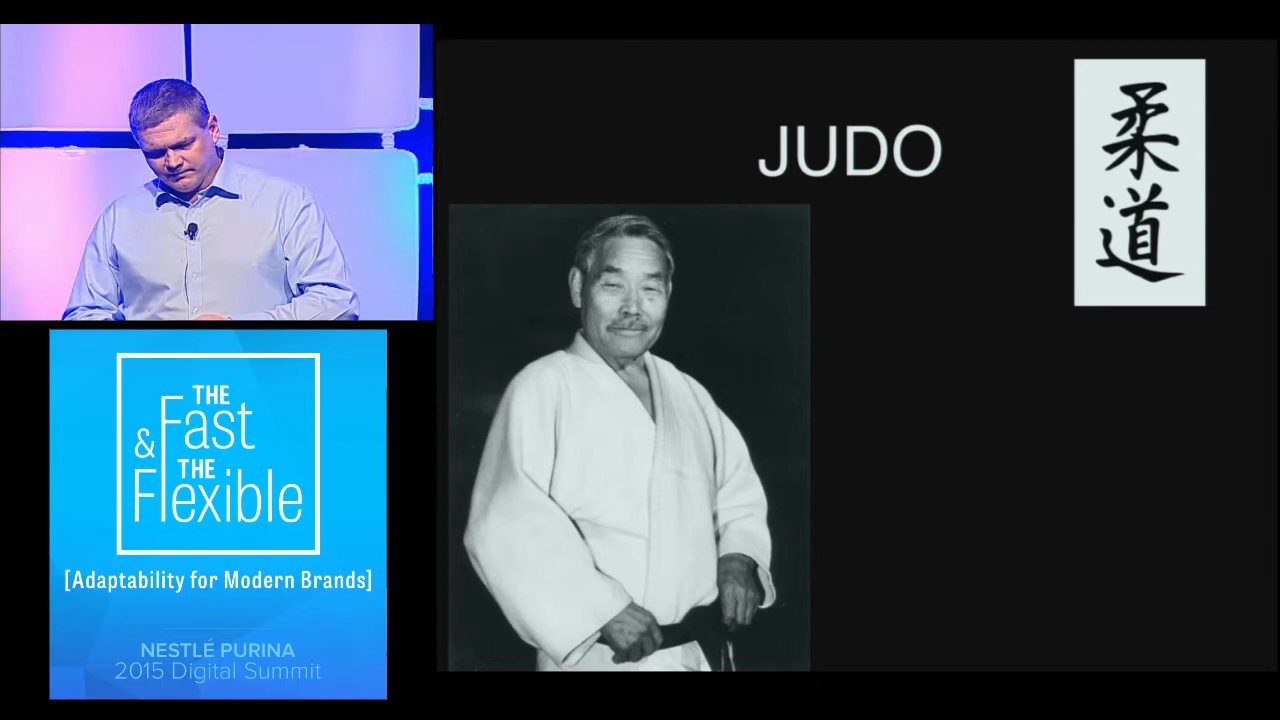 JUDO
柔
道
THE
& Fast
THE
Flexible
[Adaptability for Modern Brands]
NESTLÉ PURINA
2015 Digital Summit